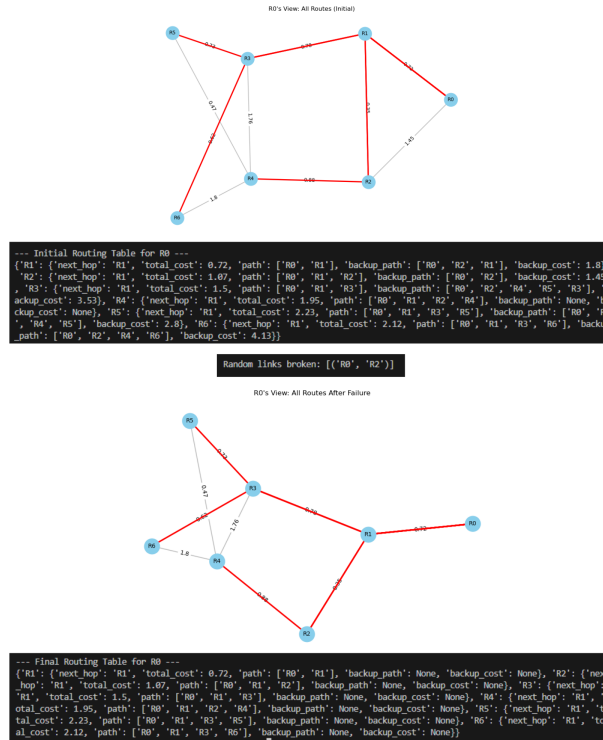 R0's View: All Routes (Initial)
R5
R1
R3
0.73
0.78
0.72
R0
0.47
0.62
1.76
0.35
1.45
R4
0.88
R2
1.8
R6
--- Initial Routing Table for R0 ---
{'R1': {'next_hop': 'R1', 'total_cost': 0.72, 'path': ['R0', 'R1'], 'backup_path': ['R0', 'R2', 'R1'], 'backup_cost': 1.8}
'R2': {'next_hop': 'R1', 'total_cost': 1.07, 'path': ['R0', 'R1', 'R2'], 'backup_path': ['R0', 'R2'], 'backup_cost': 1.45
, 'R3': {'next_hop': 'R1', 'total_cost': 1.5, 'path': ['R0', 'R1', 'R3'], 'backup_path': ['R0', 'R2', 'R4', 'R5', 'R3'],
ackup_cost': 3.53}, 'R4': {'next_hop': 'R1', 'total_cost': 1.95, 'path': ['R0', 'R1', 'R2', 'R4'], 'backup_path': None, 'b
ckup_cost': None}, 'R5': {'next_hop': 'R1', 'total_cost': 2.23, 'path': ['R0', 'R1', 'R3', 'R5'], 'backup_path': ['R0', 'R
', 'R4', 'R5'], 'backup_cost': 2.8}, 'R6': {'next_hop': 'R1', 'total_cost': 2.12, 'path': ['R0', 'R1', 'R3', 'R6'], 'backu
_path': ['R0', 'R2', 'R4', 'R6'], 'backup_cost': 4.13}}
Random links broken: [('R0', 'R2')]
R0's View: All Routes After Failure
R5
0.73
R3
0.47
0.62
1.76
0.78
R0
0.72
R1
R6
1.8
R4
0.88
0.35
R2
--- Final Routing Table for R0 ---
{'R1': {'next_hop': 'R1', 'total_cost': 0.72, 'path': ['R0', 'R1'], 'backup_path': None, 'backup_cost': None}, 'R2': {'nex
_hop': 'R1', 'total_cost': 1.07, 'path': ['R0', 'R1', 'R2'], 'backup_path': None, 'backup_cost': None}, 'R3': {'next_hop':
'R1', 'total_cost': 1.5, 'path': ['R0', 'R1', 'R3'], 'backup_path': None, 'backup_cost': None}, 'R4': {'next_hop': 'R1', '
otal_cost': 1.95, 'path': ['R0', 'R1', 'R2', 'R4'], 'backup_path': None, 'backup_cost': None}, 'R5': {'next_hop': 'R1', 't
tal_cost': 2.23, 'path': ['R0', 'R1', 'R3', 'R5'], 'backup_path': None, 'backup_cost': None}, 'R6': {'next_hop': 'R1', 'to
al_cost': 2.12, 'path': ['R0', 'R1', 'R3', 'R6'], 'backup_path': None, 'backup_cost': None}}